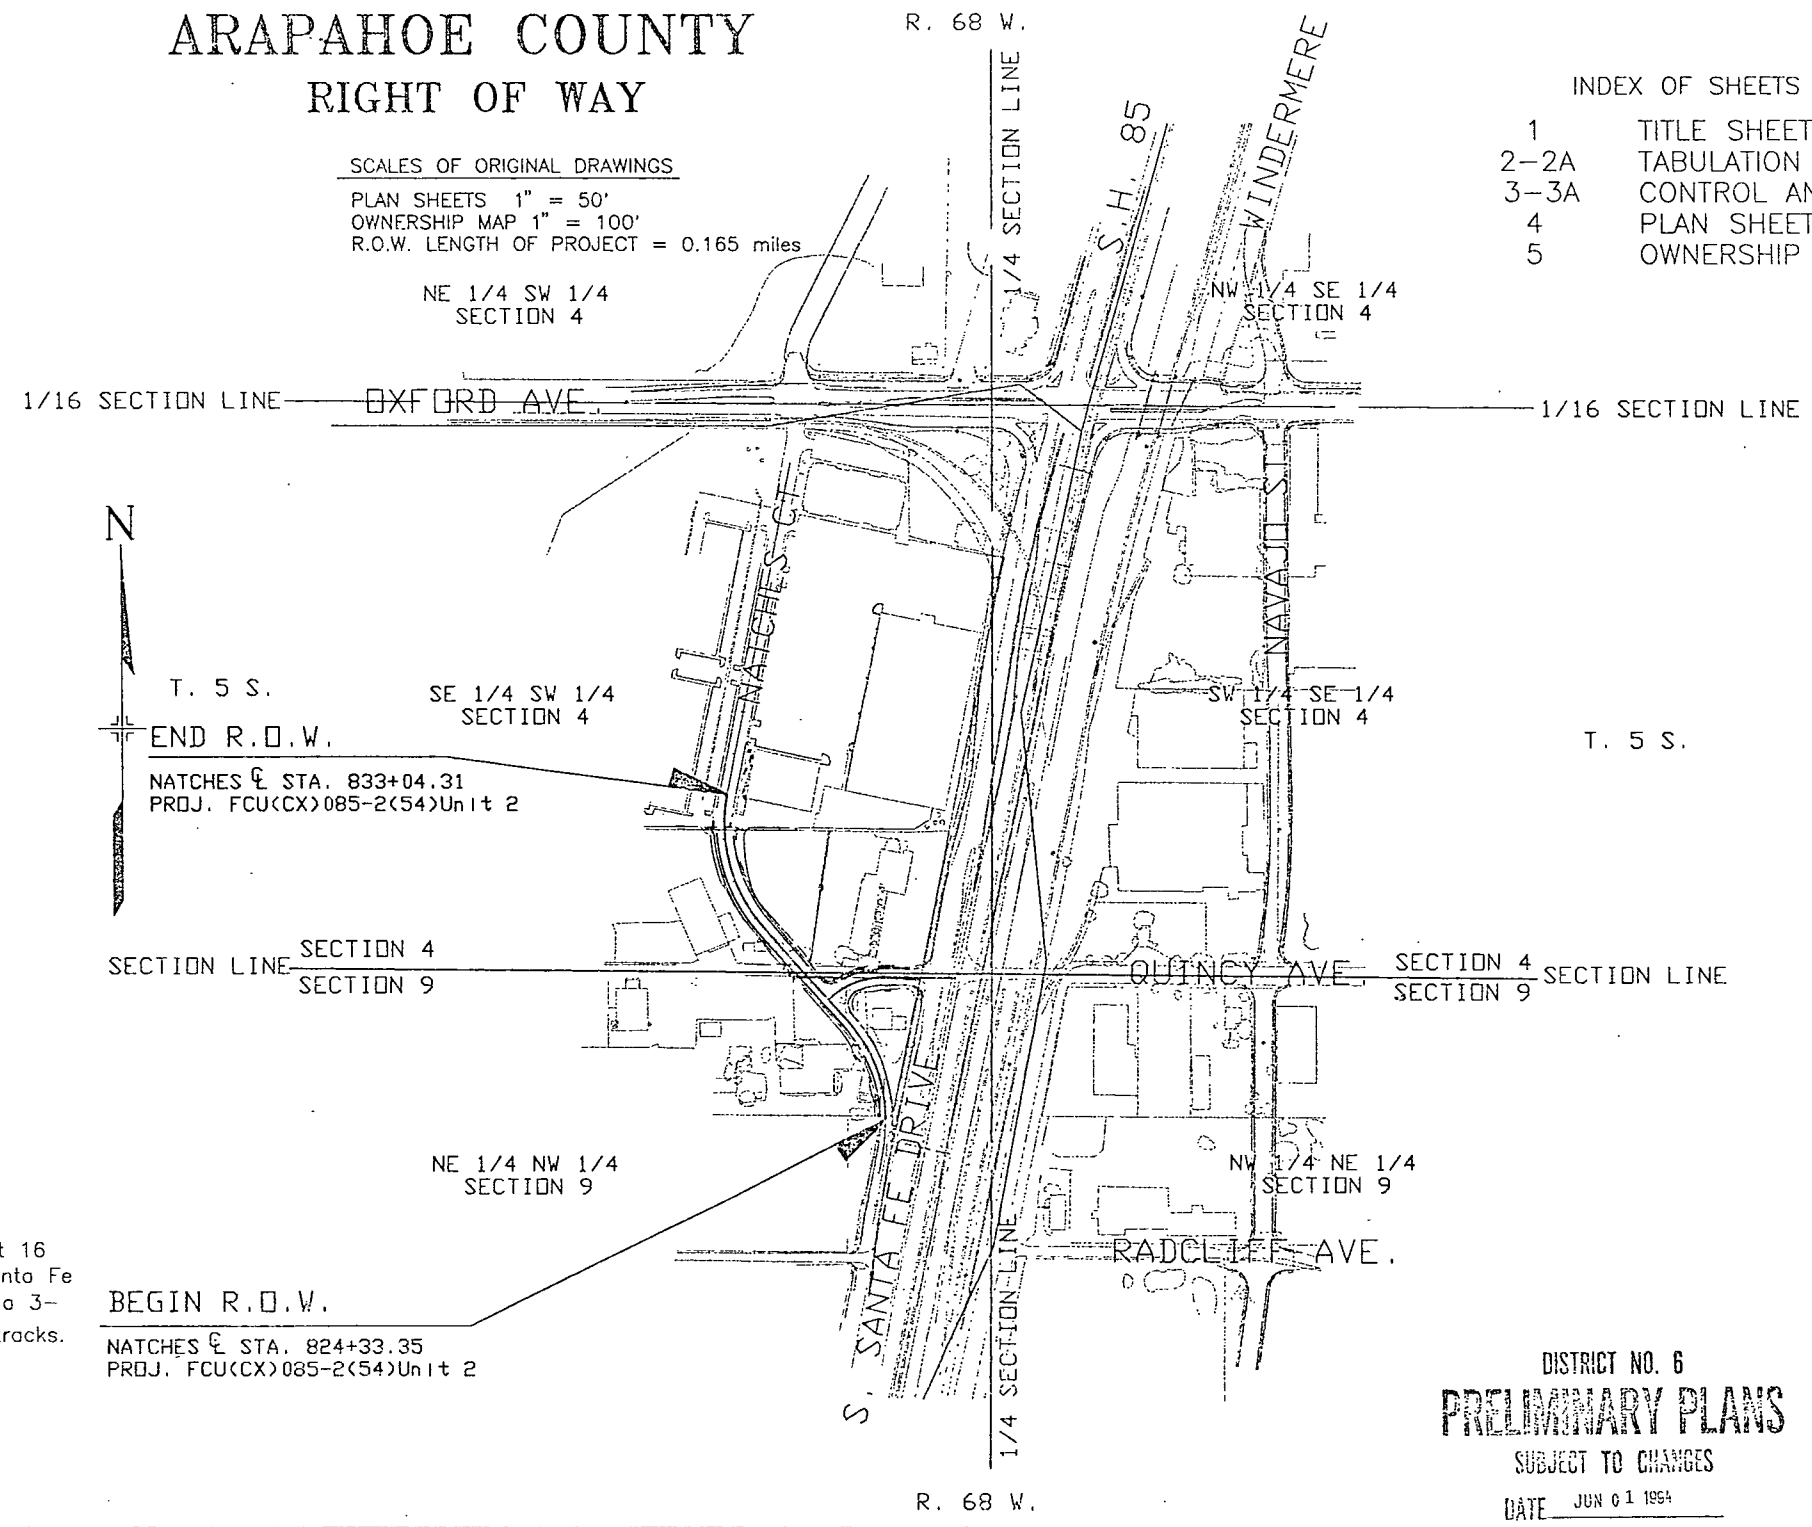 ARAPAHOE COUNTY
RIGHT OF WAY
SCALES OF ORIGINAL DRAWINGS
PLAN SHEETS 1" = 50'
OWNERSHIP MAP 1" = 100'
R.O.W. LENGTH OF PROJECT = 0.165 miles
R. 68 W.
1/4 SECTION LINE
S.H. 85
WINDERMERE
INDEX OF SHEETS
1 TITLE SHEET
2-2A TABULATION
3-3A CONTROL AN
4 PLAN SHEET
5 OWNERSHIP
NE 1/4 SW 1/4
SECTION 4
NW 1/4 SE 1/4
SECTION 4
1/16 SECTION LINE
OXFORD AVE.
1/16 SECTION LINE
N
NATCHES CT.
NAVAJO ST
T. 5 S.
SE 1/4 SW 1/4
SECTION 4
SW 1/4 SE 1/4
SECTION 4
T. 5 S.
END R.O.W.
NATCHES ℄ STA. 833+04.31
PROJ. FCU(CX)085-2(54)Unit 2
SECTION LINE
SECTION 4
SECTION 9
QUINCY AVE
SECTION 4
SECTION 9
SECTION LINE
NE 1/4 NW 1/4
SECTION 9
NW 1/4 NE 1/4
SECTION 9
S. SANTA FE DRIVE
1/4 SECTION LINE
RADCLIFF AVE.
t 16
nta Fe
a 3-
racks.
BEGIN R.O.W.
NATCHES ℄ STA. 824+33.35
PROJ. FCU(CX)085-2(54)Unit 2
R. 68 W.
DISTRICT NO. 6
PRELIMINARY PLANS
SUBJECT TO CHANGES
DATE JUN 01 1994